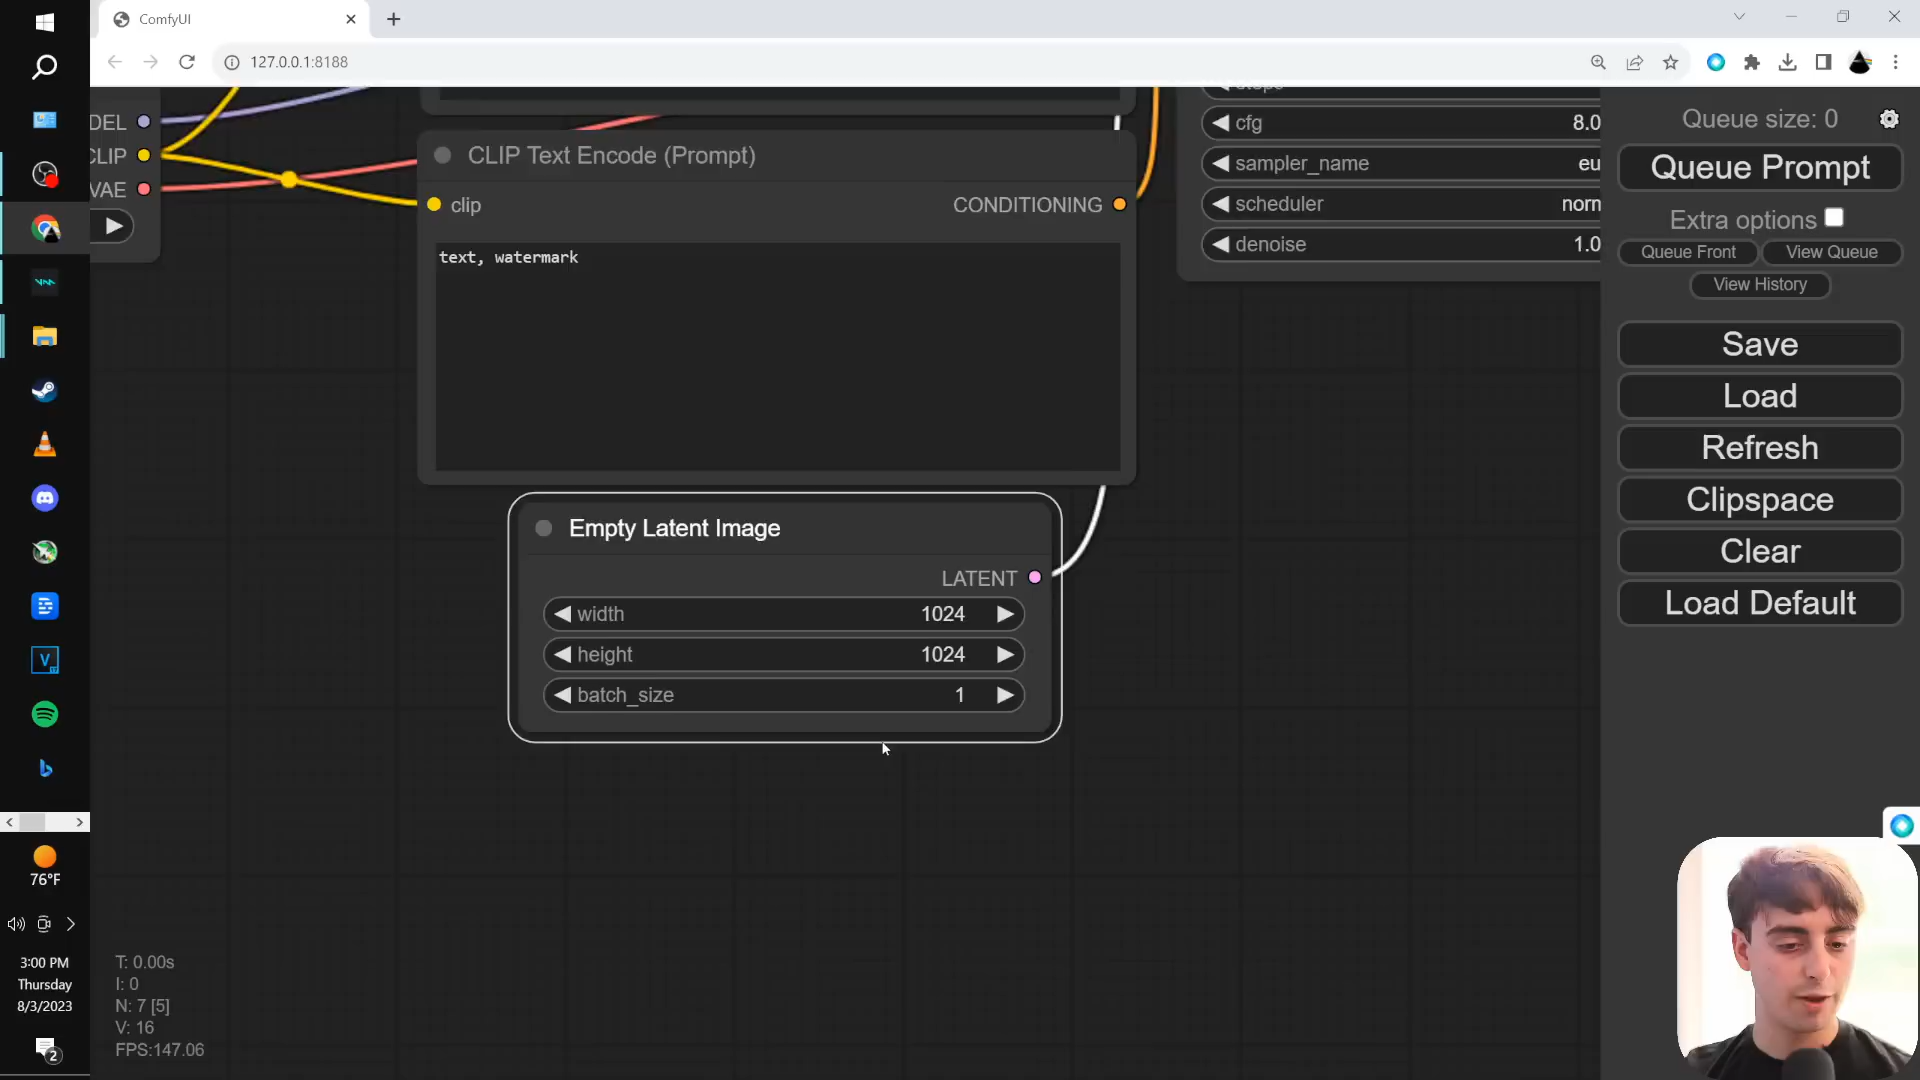 ComfyUI
127.0.0.1:8188
DEL
CLIP
VAE
CLIP Text Encode (Prompt)
clip
CONDITIONING
text, watermark
Empty Latent Image
LATENT
width 1024
height 1024
batch_size 1
steps
cfg 8.0
sampler_name eu
scheduler norn
denoise 1.0
Queue size: 0
Queue Prompt
Extra options
Queue Front
View Queue
View History
Save
Load
Refresh
Clipspace
Clear
Load Default
76°F
3:00 PM
Thursday
8/3/2023
2
T: 0.00s
I: 0
N: 7 [5]
V: 16
FPS:147.06